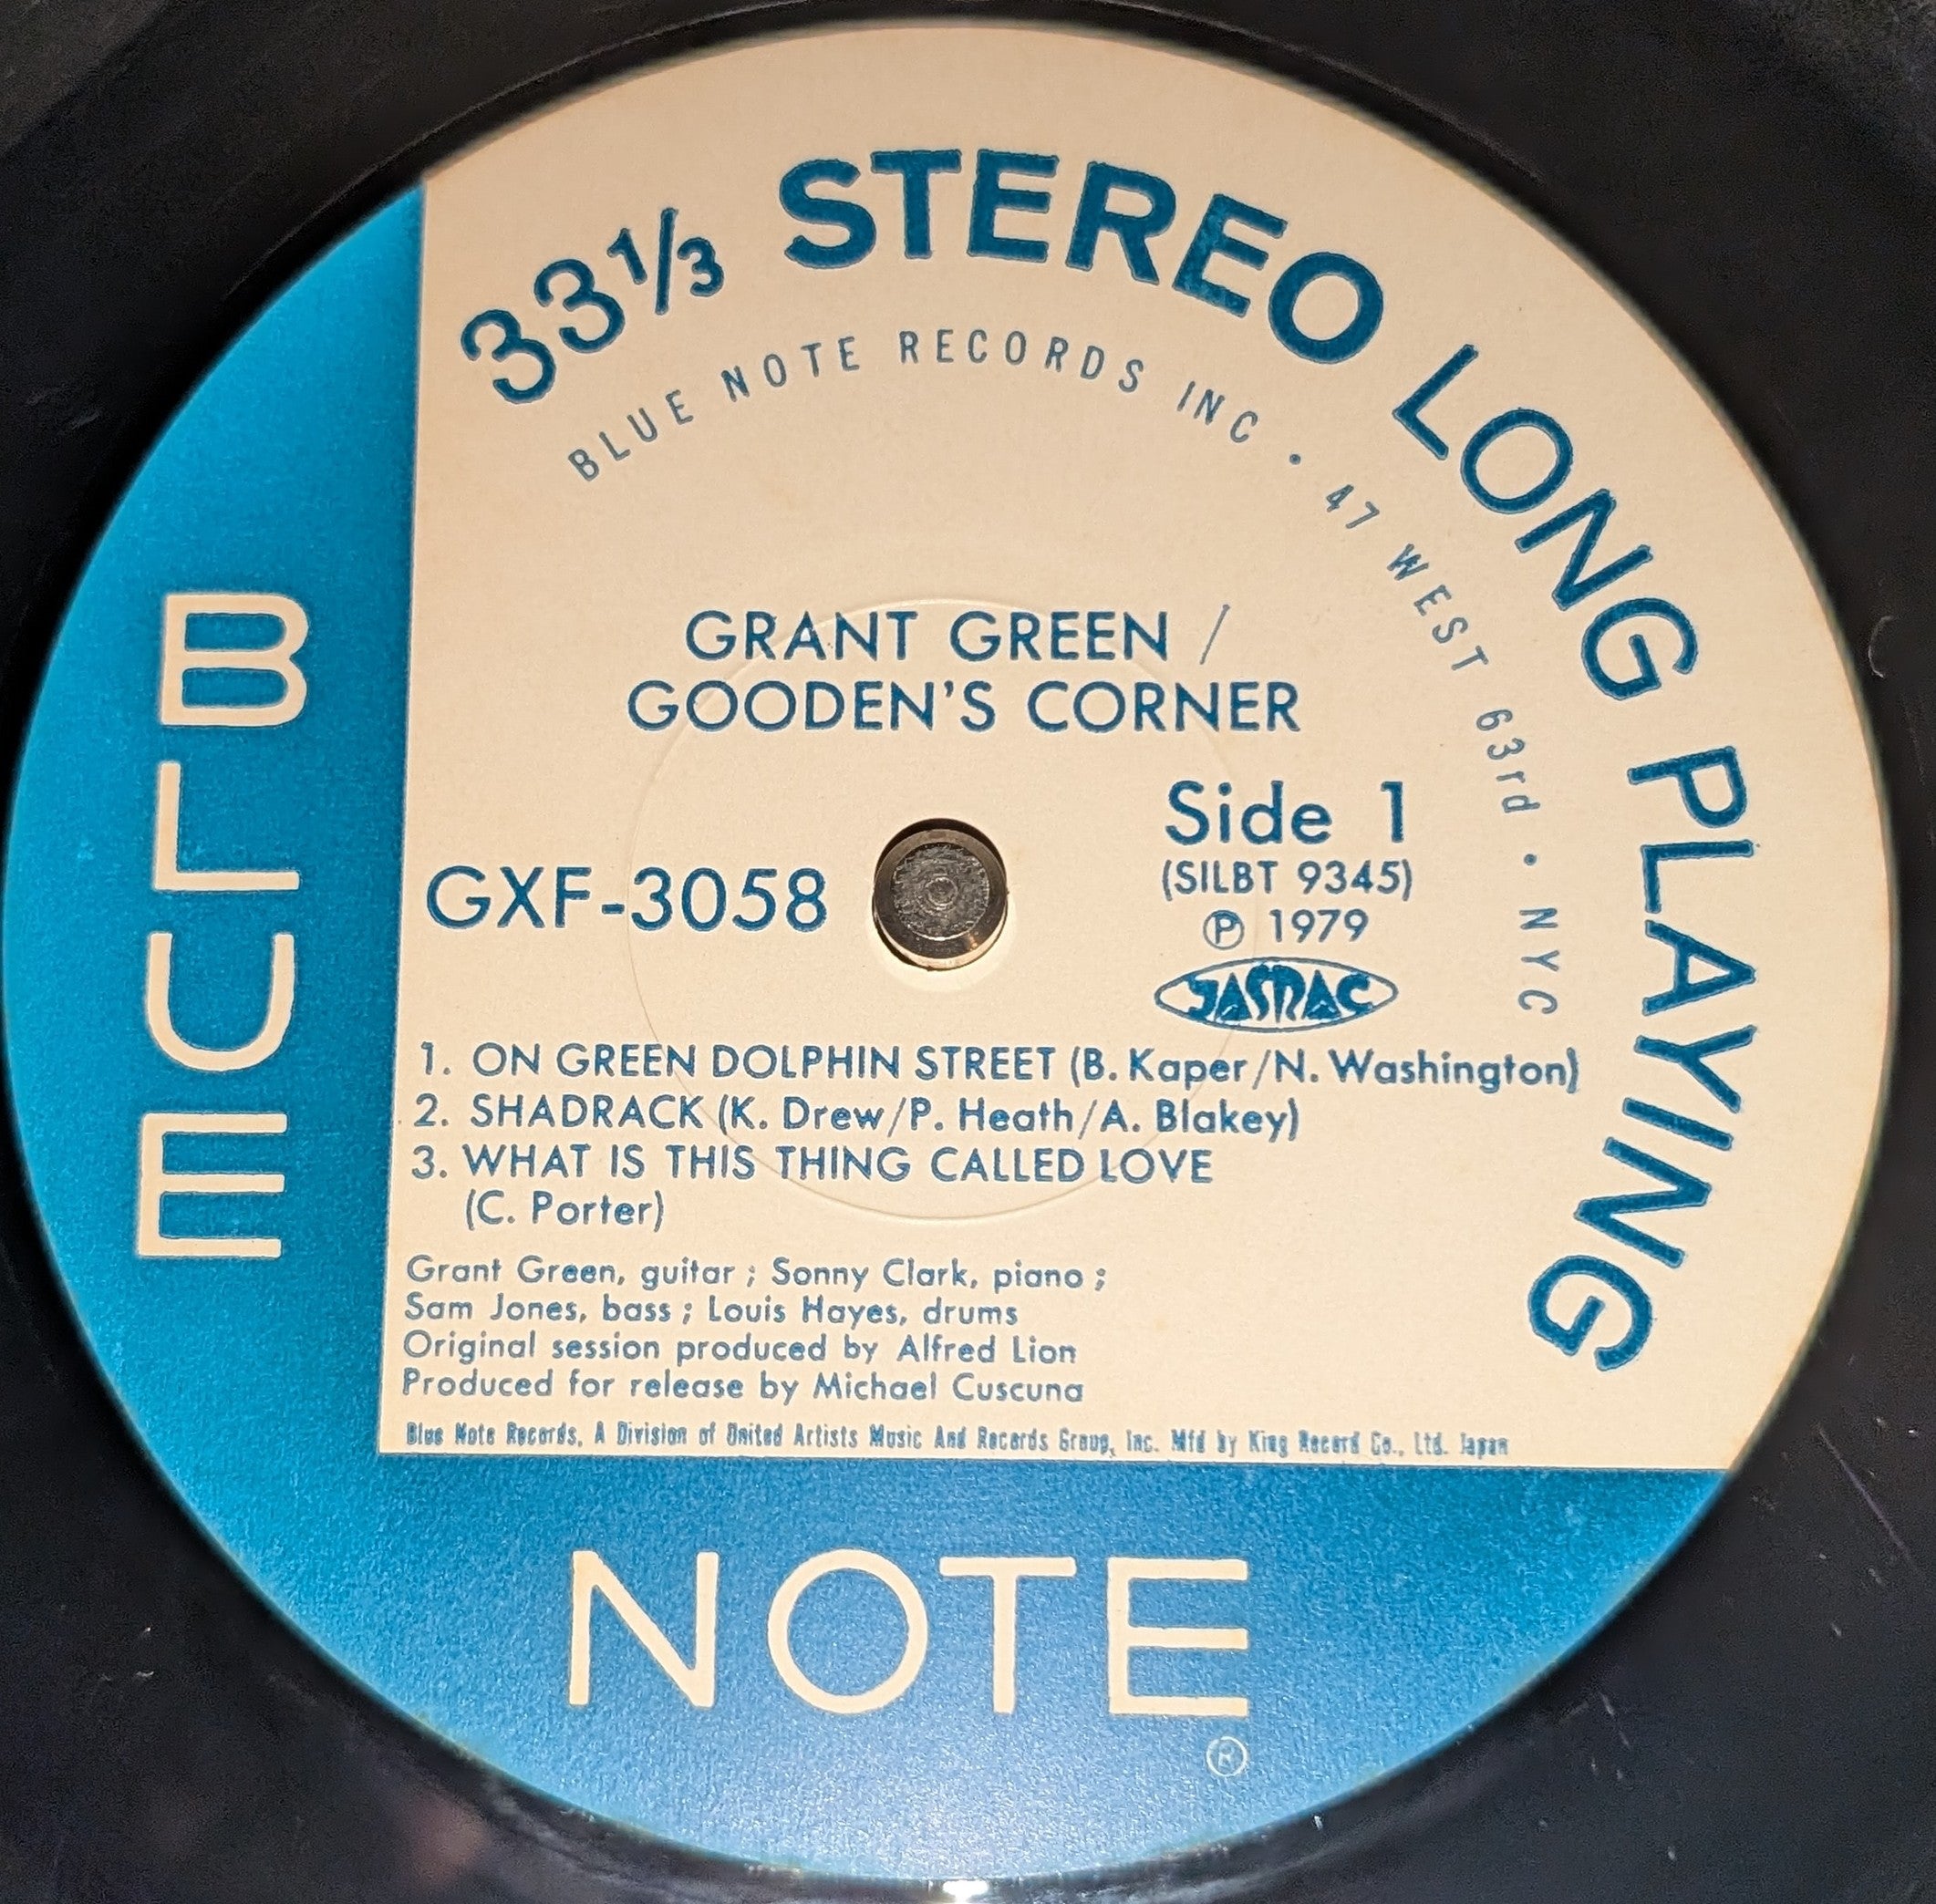 33⅓ STEREO LONG PLAYING
BLUE NOTE RECORDS INC • 47 WEST 63rd • NYC
GRANT GREEN /
GOODEN'S CORNER
GXF-3058
Side 1
(SILBT 9345)
Ⓟ 1979
JASRAC
1. ON GREEN DOLPHIN STREET (B. Kaper/N. Washington)
2. SHADRACK (K. Drew/P. Heath/A. Blakey)
3. WHAT IS THIS THING CALLED LOVE
(C. Porter)
Grant Green, guitar ; Sonny Clark, piano ;
Sam Jones, bass ; Louis Hayes, drums
Original session produced by Alfred Lion
Produced for release by Michael Cuscuna
Blue Note Records, A Division of United Artists Music And Records Group, Inc. Mfd by King Record Co., Ltd. Japan
BLUE
NOTE
®